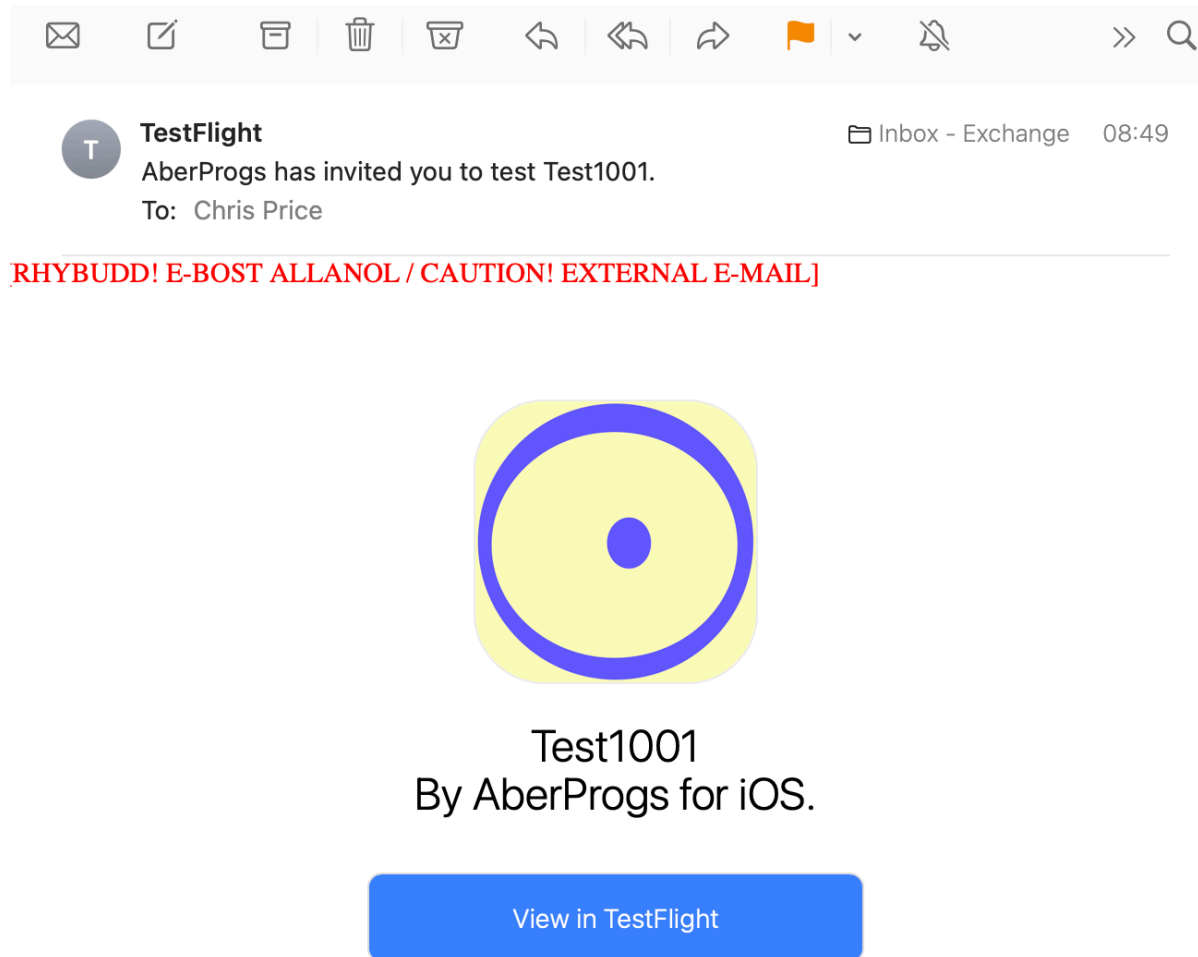 T
TestFlight
Inbox - Exchange 08:49
AberProgs has invited you to test Test1001.
To: Chris Price
RHYBUDD! E-BOST ALLANOL / CAUTION! EXTERNAL E-MAIL]
Test1001
By AberProgs for iOS.
View in TestFlight